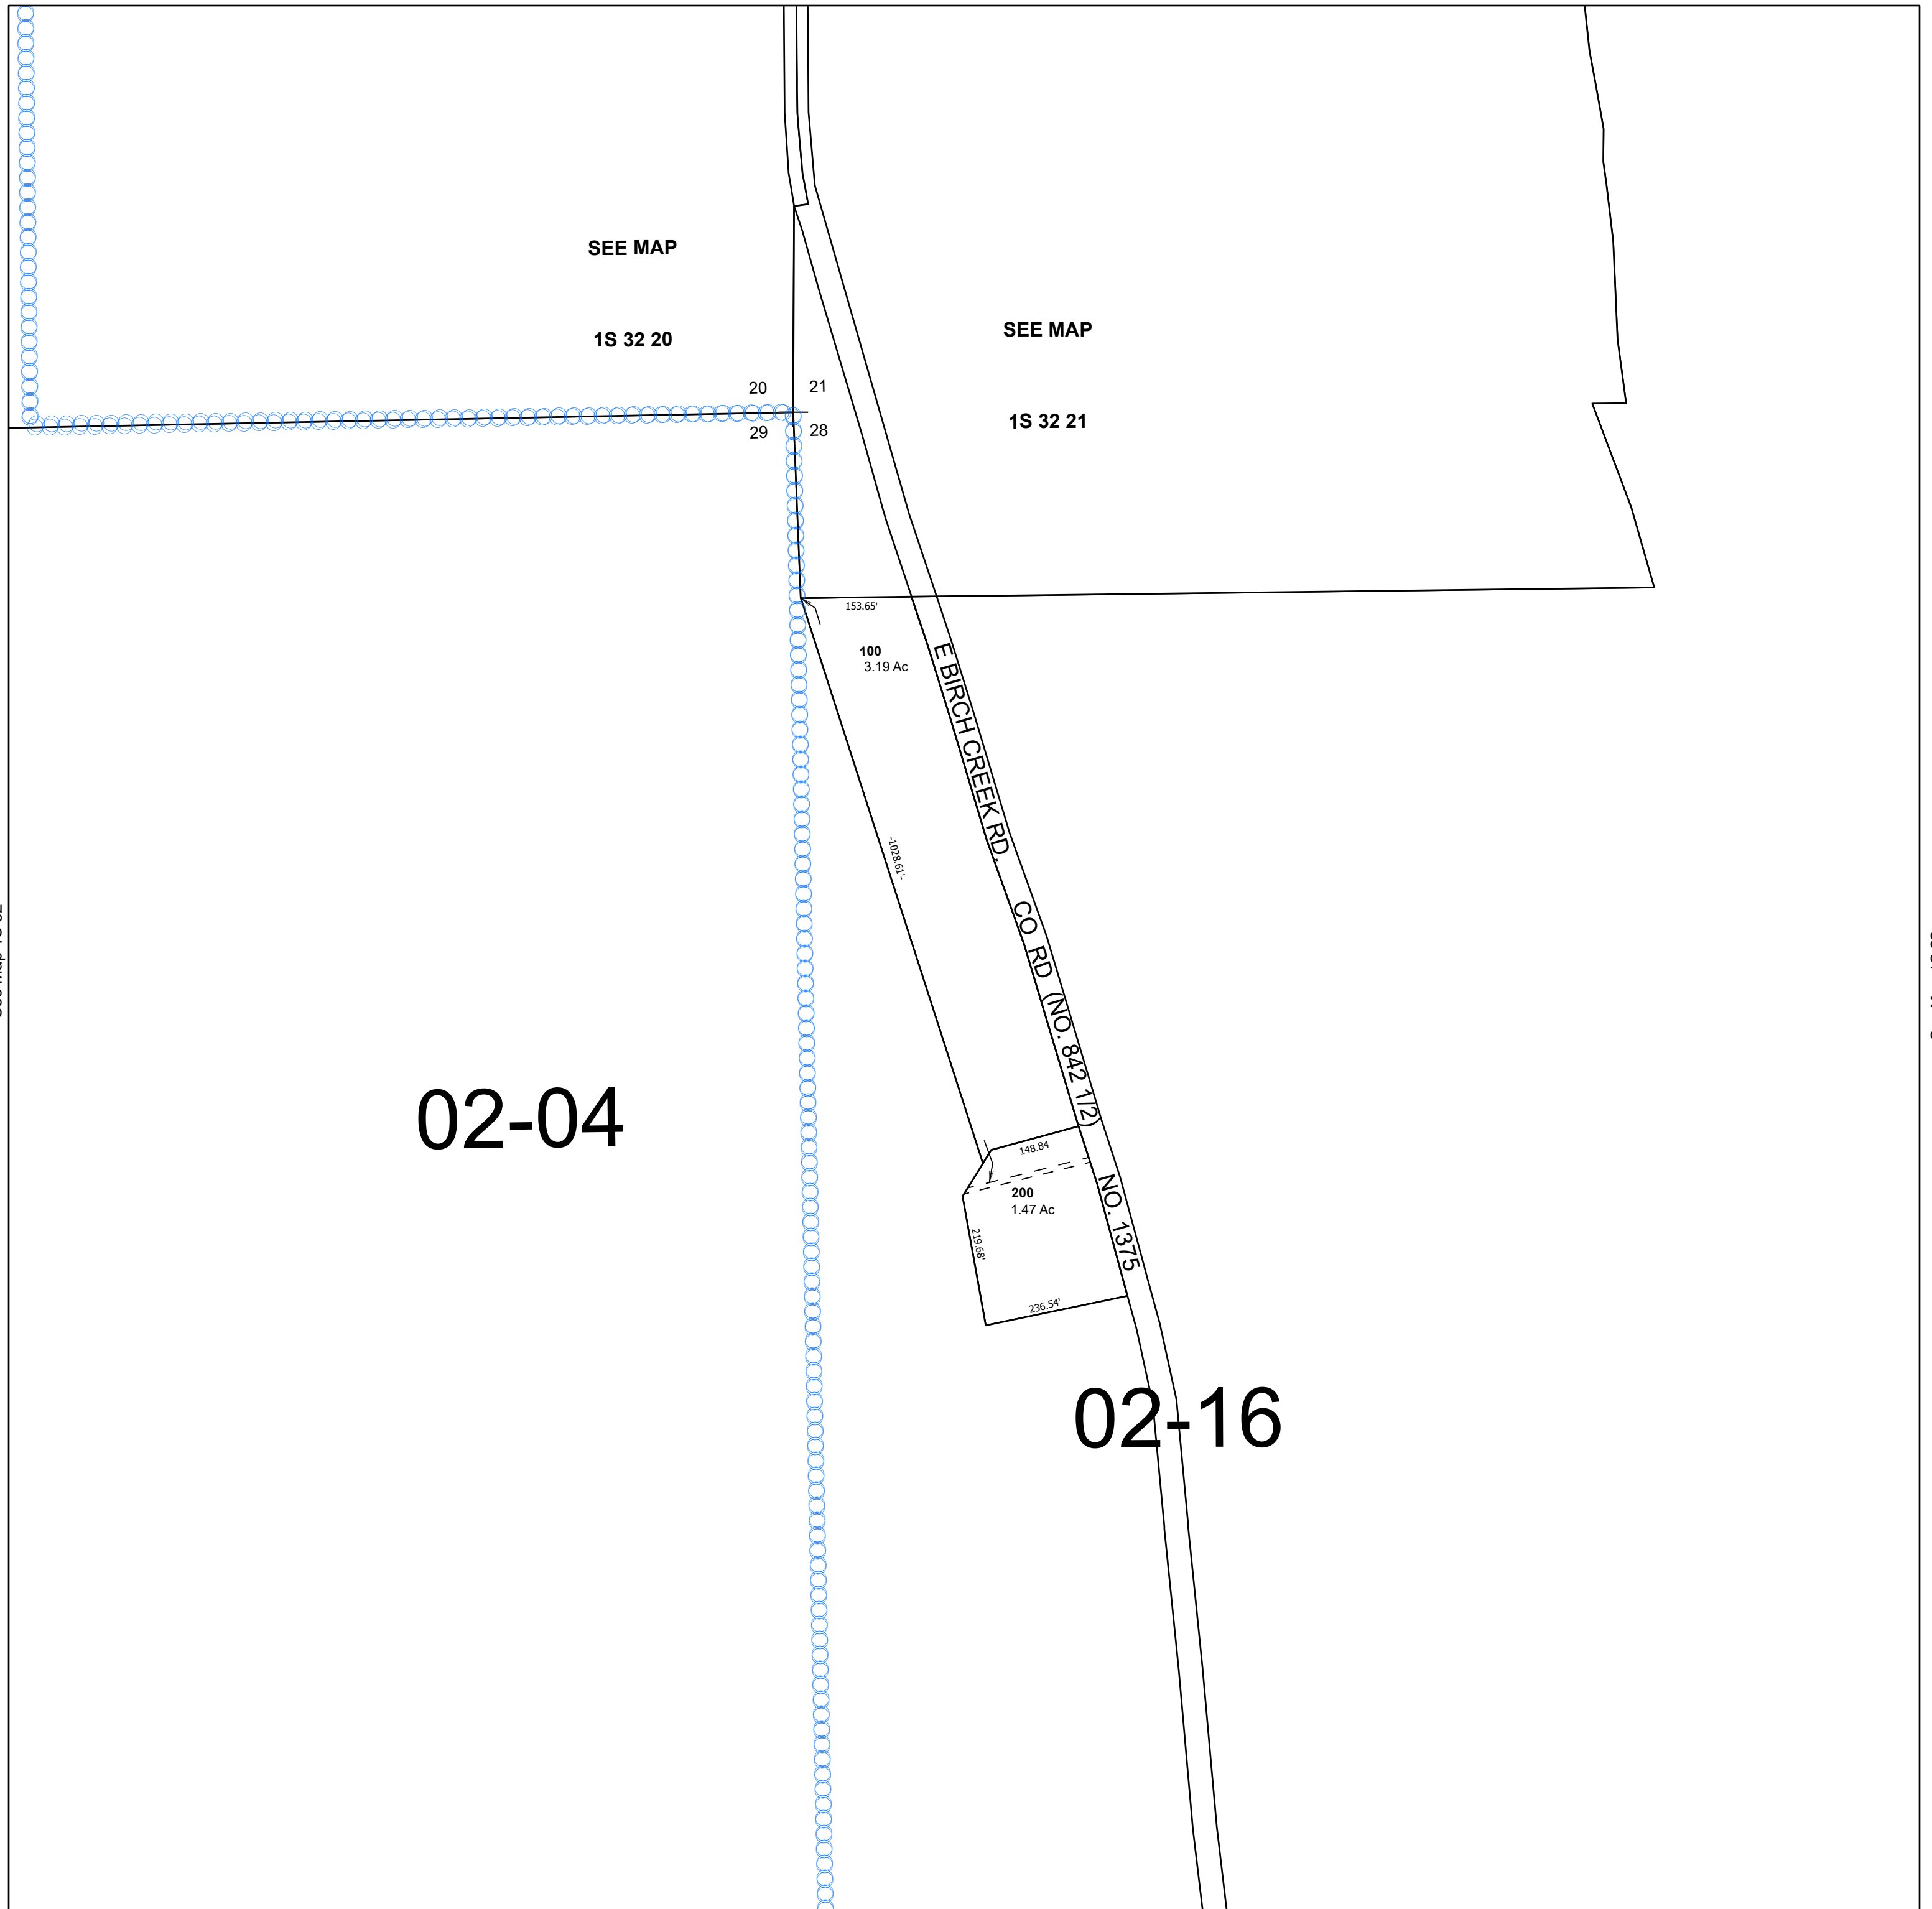 SEE MAP
1S 32 20
SEE MAP
1S 32 21
20
21
29
28
153.65'
100
3.19 Ac
E BIRCH CREEK RD.
-1028.61'-
CO RD (NO. 842 1/2)
NO. 1375
02-04
148.84
200
1.47 Ac
219.68'
236.54'
02-16